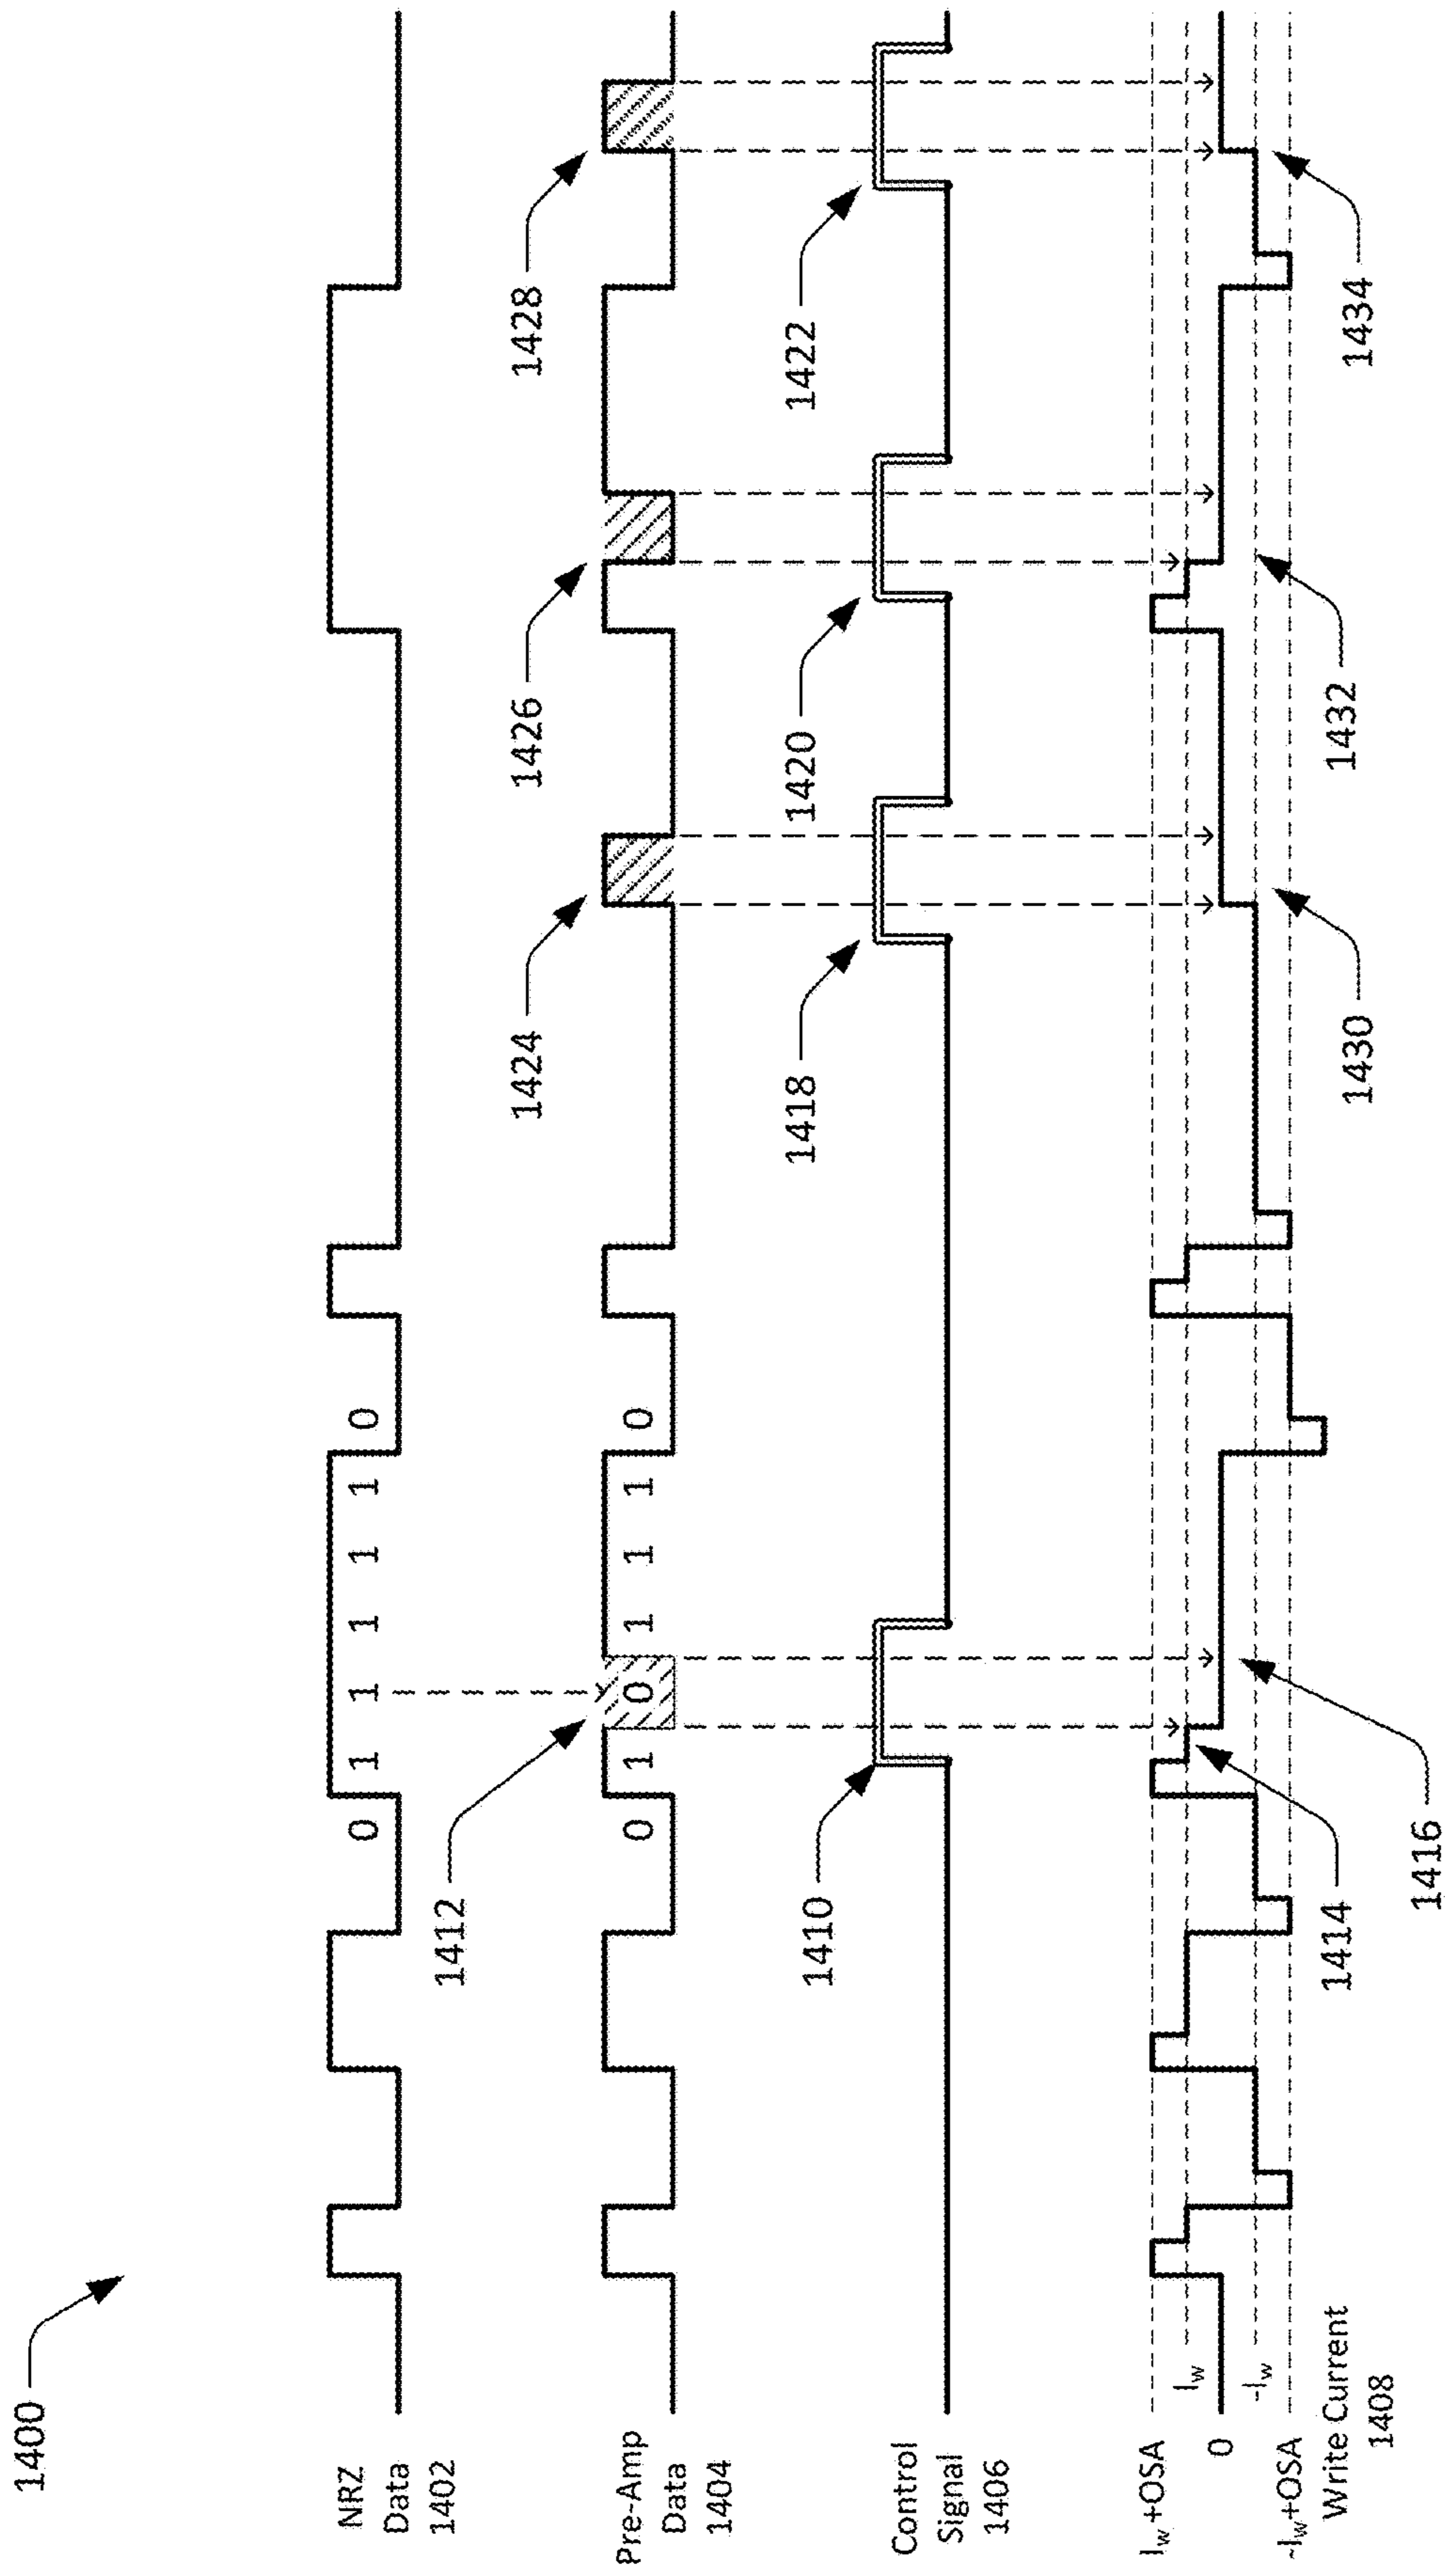 1400
NRZ
Data
1402
0 1 1 1 1 1 0
1412
1424
1426
1428
Pre-Amp
Data
1404
0 1 0 1 1 1 0
1410
1418
1420
1422
Control
Signal
1406
Iw+OSA
Iw
0
-Iw
-Iw+OSA
Write Current
1408
1414
1416
1430
1432
1434